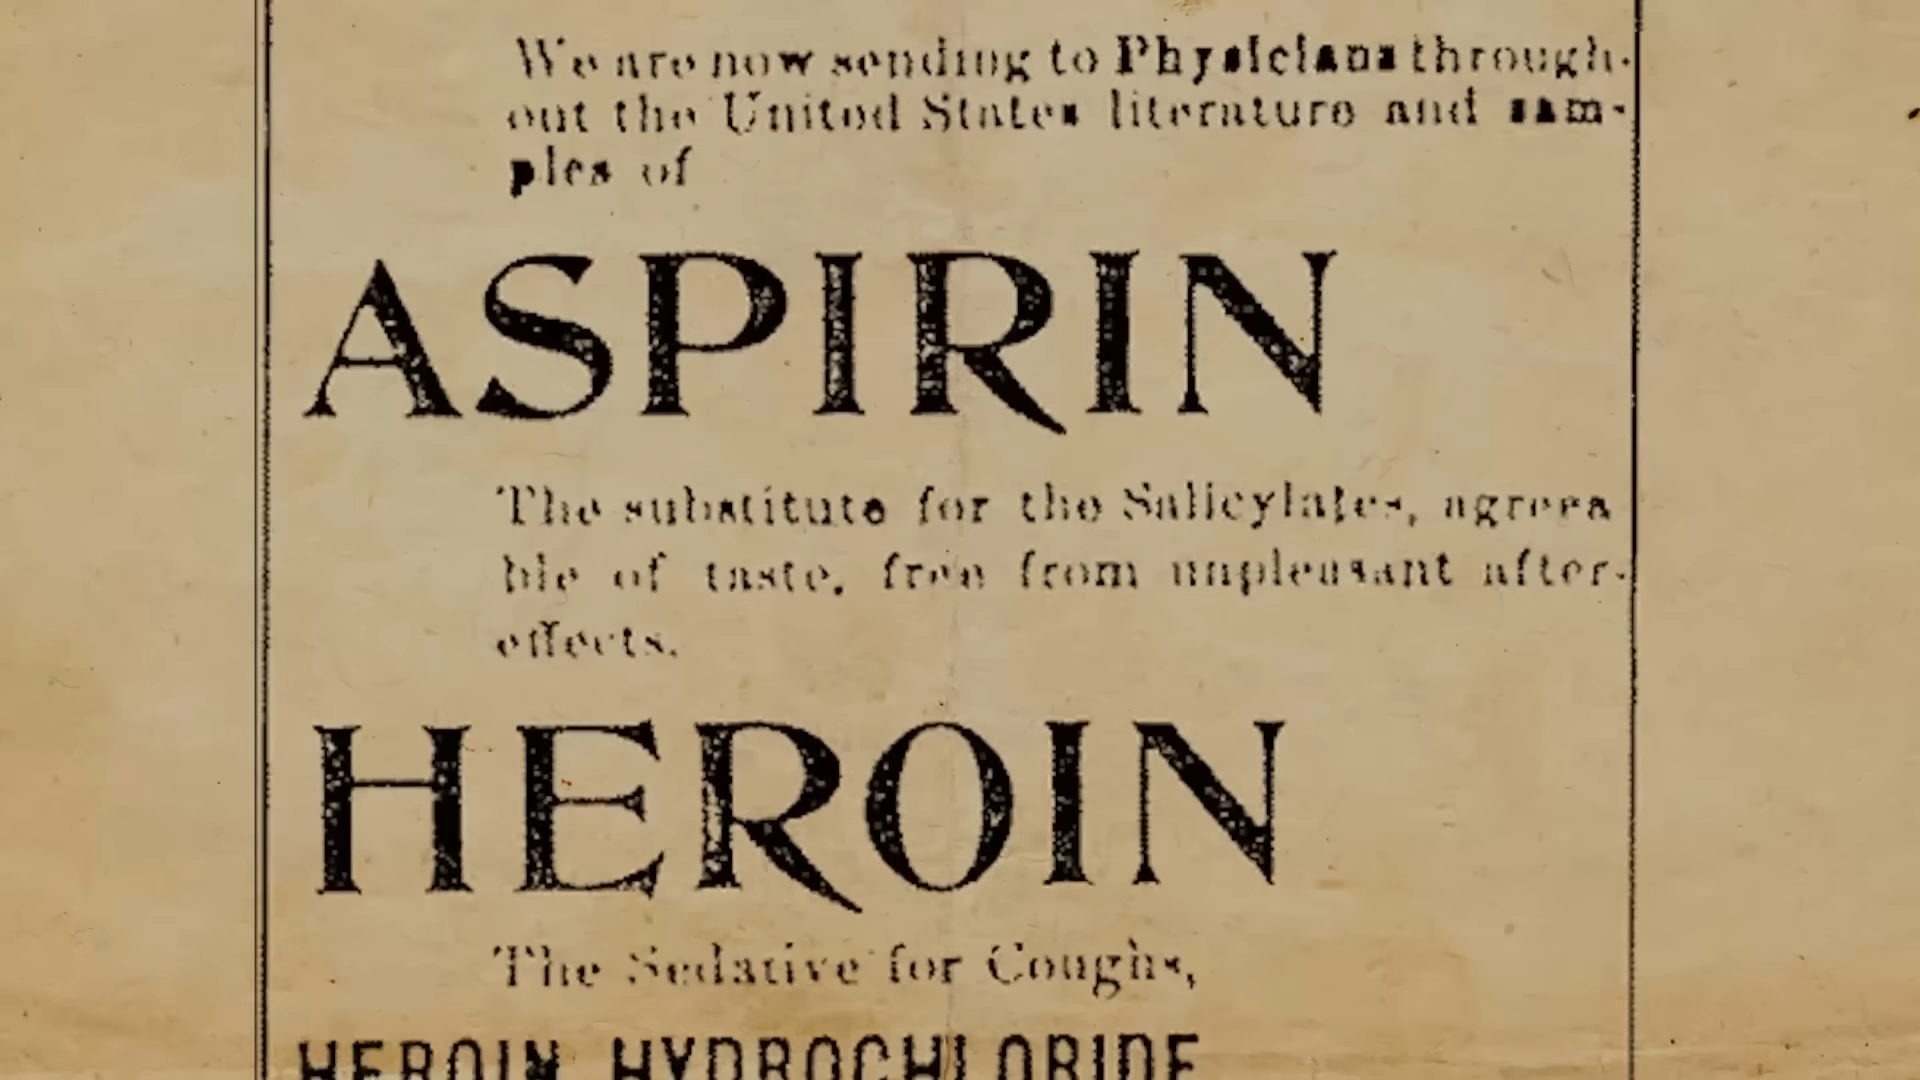 We are now sending to Physicians through-
out the United States literature and sam-
ples of
ASPIRIN
The substitute for the Salicylates, agreea
ble of taste, free from unpleasant after-
effects.
HEROIN
The Sedative for Coughs,
HEROIN HYDROCHLORIDE